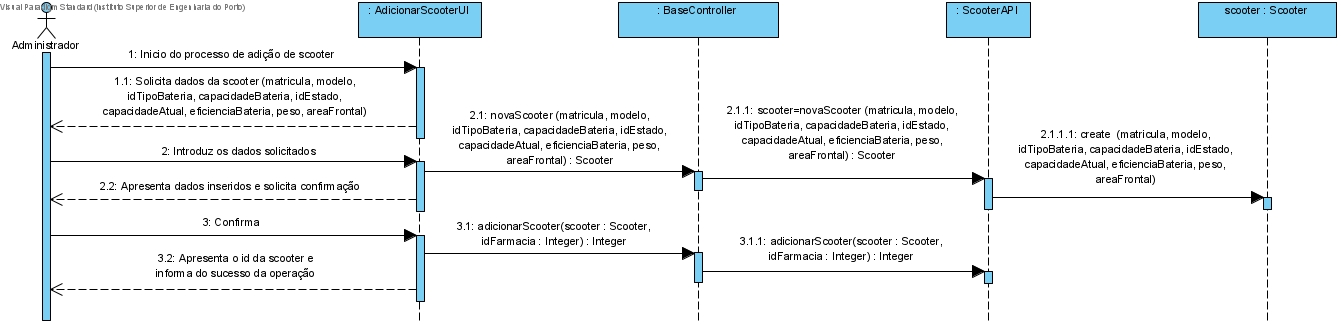 Visual Paradigm Standard (Instituto Superior de Engenharia do Porto)
Administrador
: AdicionarScooterUI
: BaseController
: ScooterAPI
scooter : Scooter
1: Inicio do processo de adição de scooter
1.1: Solicita dados da scooter (matricula, modelo,
idTipoBateria, capacidadeBateria, idEstado,
capacidadeAtual, eficienciaBateria, peso, areaFrontal)
2: Introduz os dados solicitados
2.1: novaScooter (matricula, modelo,
idTipoBateria, capacidadeBateria, idEstado,
capacidadeAtual, eficienciaBateria, peso,
areaFrontal) : Scooter
2.1.1: scooter=novaScooter (matricula, modelo,
idTipoBateria, capacidadeBateria, idEstado,
capacidadeAtual, eficienciaBateria, peso,
areaFrontal) : Scooter
2.1.1.1: create (matricula, modelo,
idTipoBateria, capacidadeBateria, idEstado,
capacidadeAtual, eficienciaBateria, peso,
areaFrontal)
2.2: Apresenta dados inseridos e solicita confirmação
3: Confirma
3.1: adicionarScooter(scooter : Scooter,
idFarmacia : Integer) : Integer
3.1.1: adicionarScooter(scooter : Scooter,
idFarmacia : Integer) : Integer
3.2: Apresenta o id da scooter e
informa do sucesso da operação